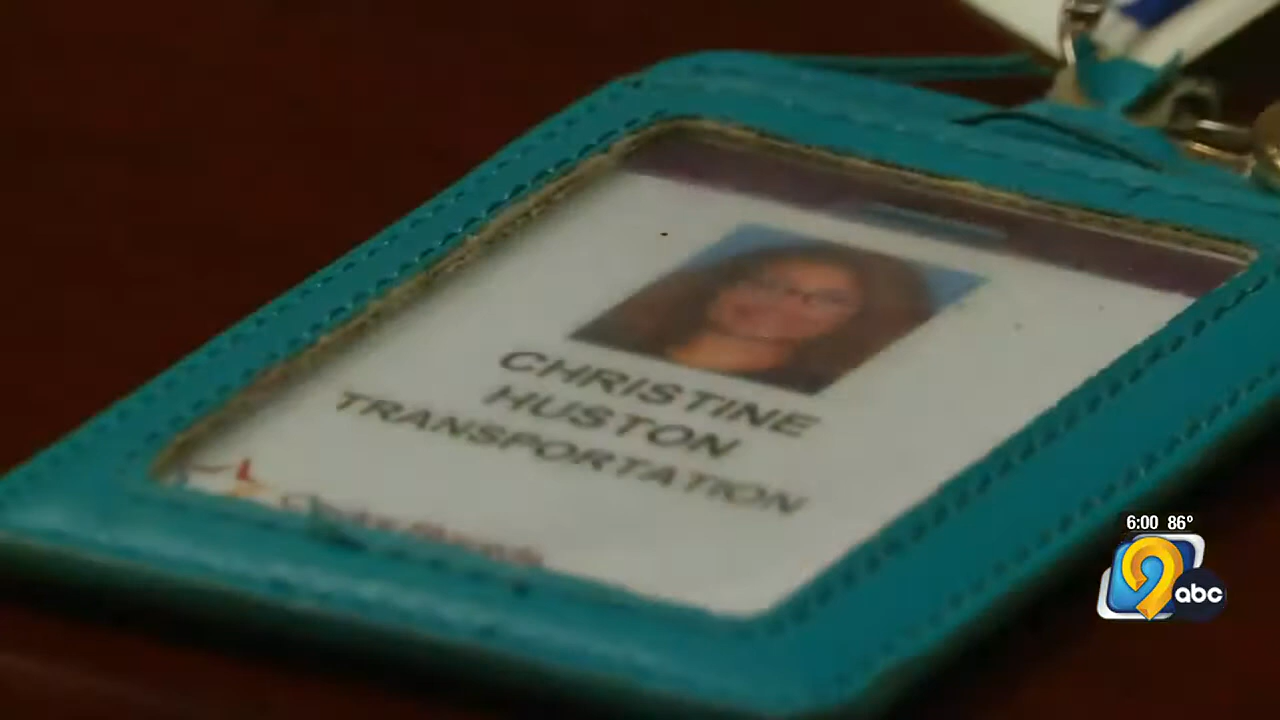 CHRISTINE
HUSTON
TRANSPORTATION
6:00 86°
9
abc